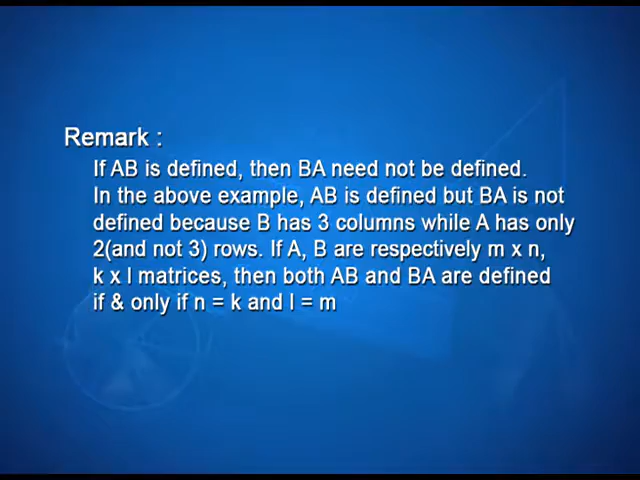 Remark :
If AB is defined, then BA need not be defined.
In the above example, AB is defined but BA is not
defined because B has 3 columns while A has only
2(and not 3) rows. If A, B are respectively m x n,
k x l matrices, then both AB and BA are defined
if & only if n = k and l = m